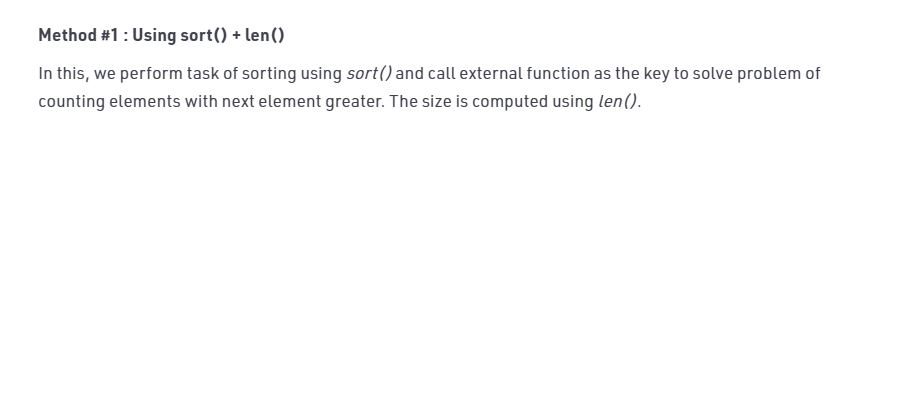 Method #1 : Using sort() + len()
In this, we perform task of sorting using sort() and call external function as the key to solve problem of
counting elements with next element greater. The size is computed using len().